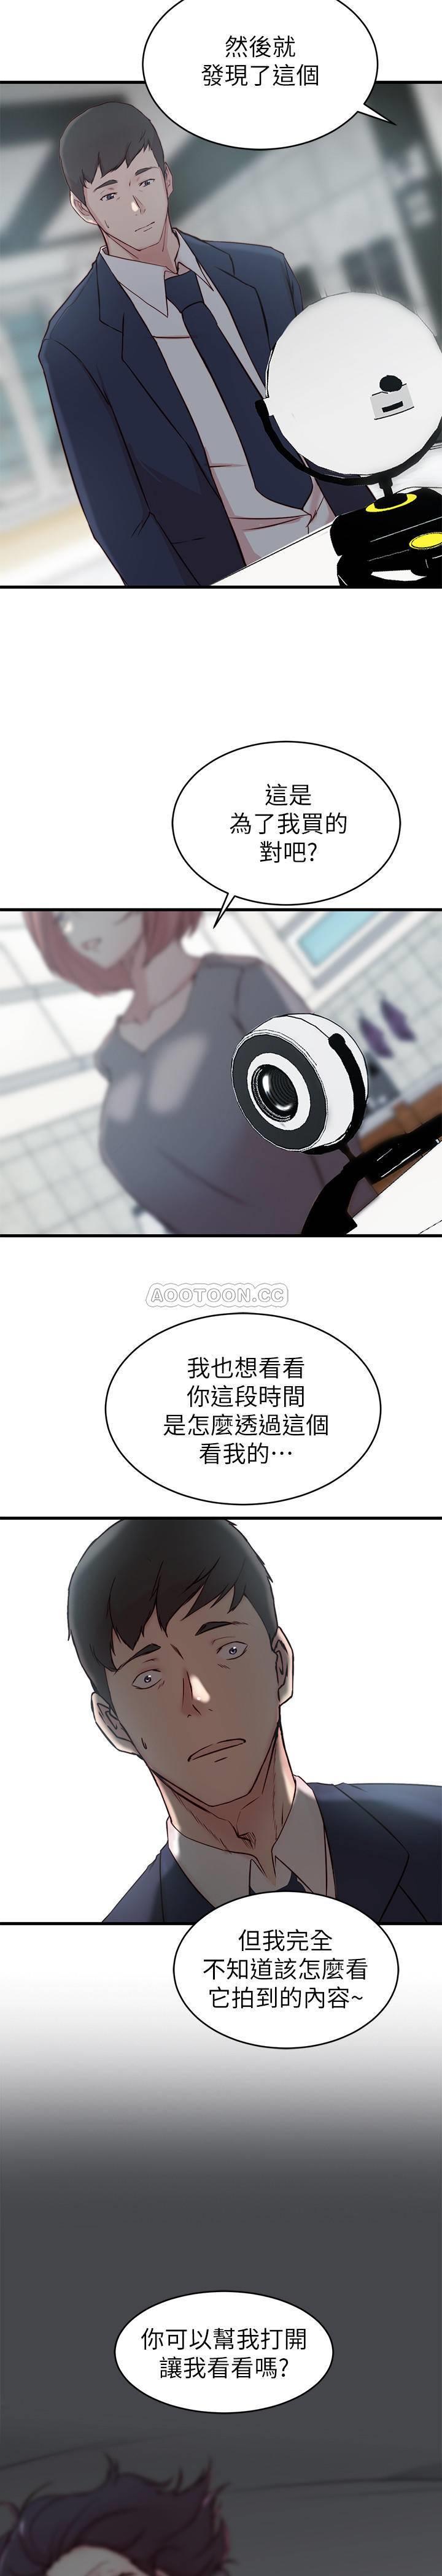 然後就
發現了這個
這是
為了我買的
對吧?
AOOTOON.CC
我也想看看
你這段時間
是怎麼透過這個
看我的…
但我完全
不知道該怎麼看
它拍到的內容~
你可以幫我打開
讓我看看嗎?